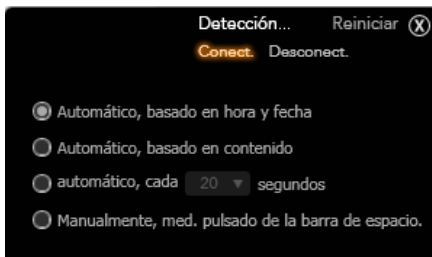 Detección... Reiniciar X
Conect. Desconect.
Automático, basado en hora y fecha
Automático, basado en contenido
automático, cada 20 segundos
Manualmente, med. pulsado de la barra de espacio.